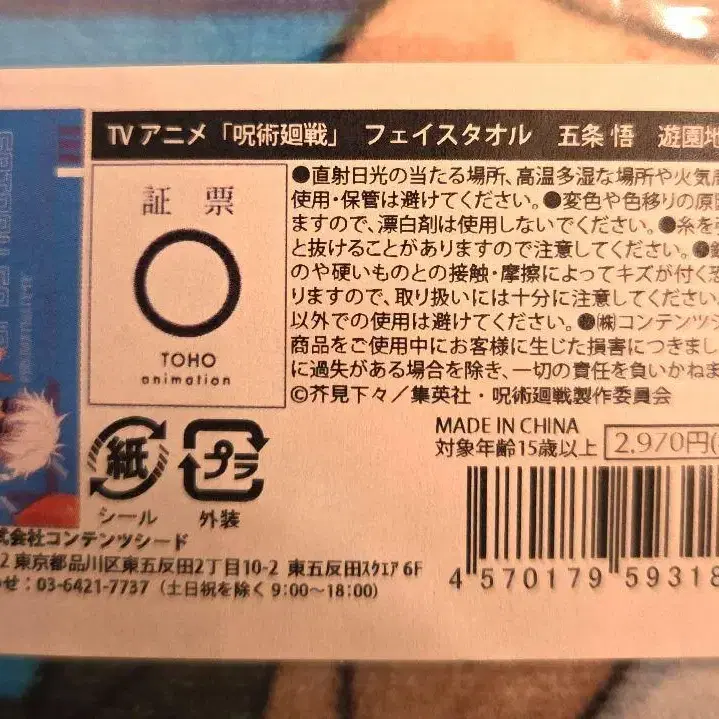 TVアニメ「呪術廻戦」 フェイスタオル 五条 悟 遊園地
証 票
TOHO
animation
●直射日光の当たる場所、高温多湿な場所や火気
使用・保管は避けてください。●変色や色移りの原因
ますので、漂白剤は使用しないでください。●糸を
と抜けることがありますので注意してください。●
のや硬いものとの接触・摩擦によってキズが付く恐
りますので、取り扱いには十分に注意してください。
以外での使用は避けてください。●㈱コンテンツシ
商品をご使用中にお客様に生じた損害につきまし
に過失がある場合を除き、一切の責任を負いかねま
©芥見下々／集英社・呪術廻戦製作委員会
MADE IN CHINA
対象年齢15歳以上 2,970円(
紙
シール
プラ
外装
式会社コンテンツシード
2 東京都品川区東五反田2丁目10-2 東五反田ｽｸｴｱ 6F
わせ：03-6421-7737（土日祝を除く 9:00～18:00）
4 570179 59318